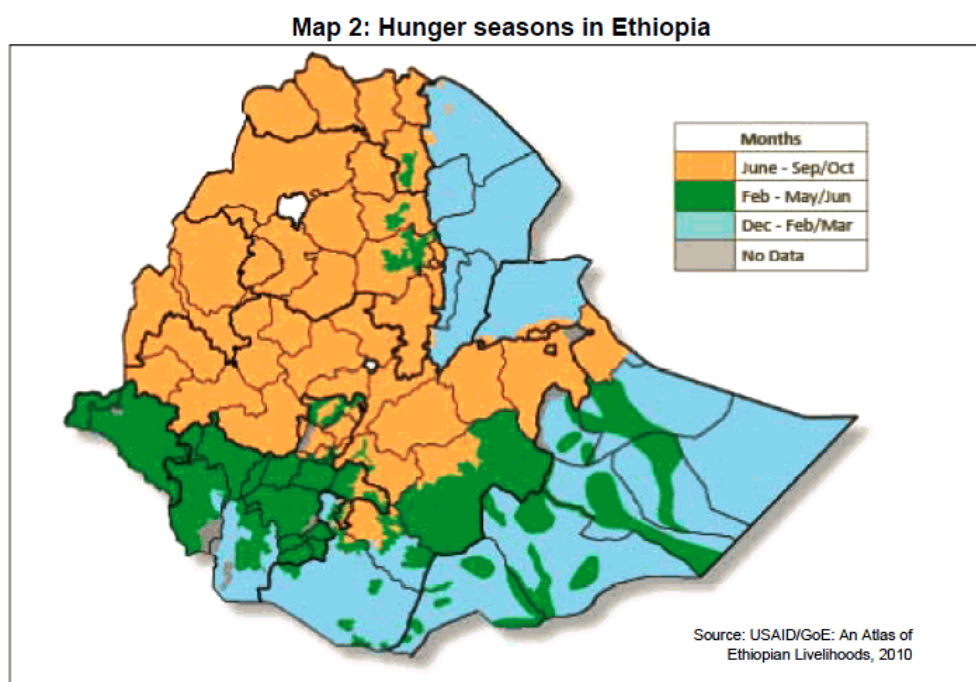 Map 2: Hunger seasons in Ethiopia
Months
June - Sep/Oct
Feb - May/Jun
Dec - Feb/Mar
No Data
Source: USAID/GoE: An Atlas of
Ethiopian Livelihoods, 2010